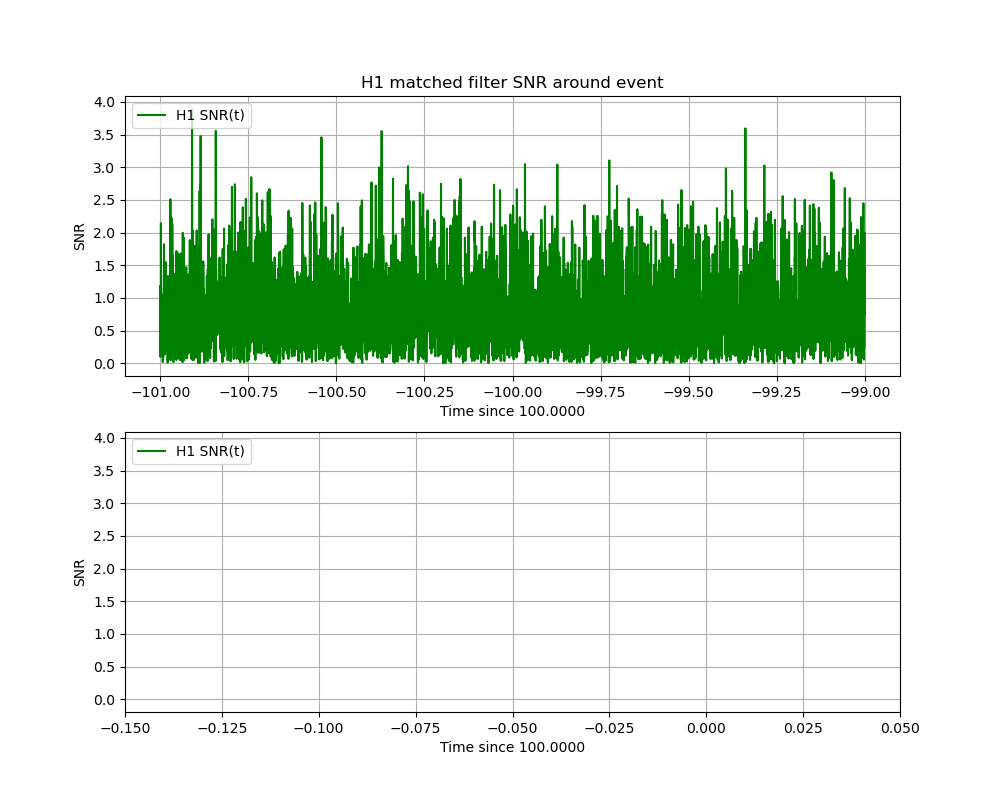 H1 matched filter SNR around event
4.0
3.5
3.0
2.5
2.0
1.5
1.0
0.5
0.0
SNR
H1 SNR(t)
−101.00 −100.75 −100.50 −100.25 −100.00 −99.75 −99.50 −99.25 −99.00
Time since 100.0000
4.0
3.5
3.0
2.5
2.0
1.5
1.0
0.5
0.0
SNR
H1 SNR(t)
−0.150 −0.125 −0.100 −0.075 −0.050 −0.025 0.000 0.025 0.050
Time since 100.0000